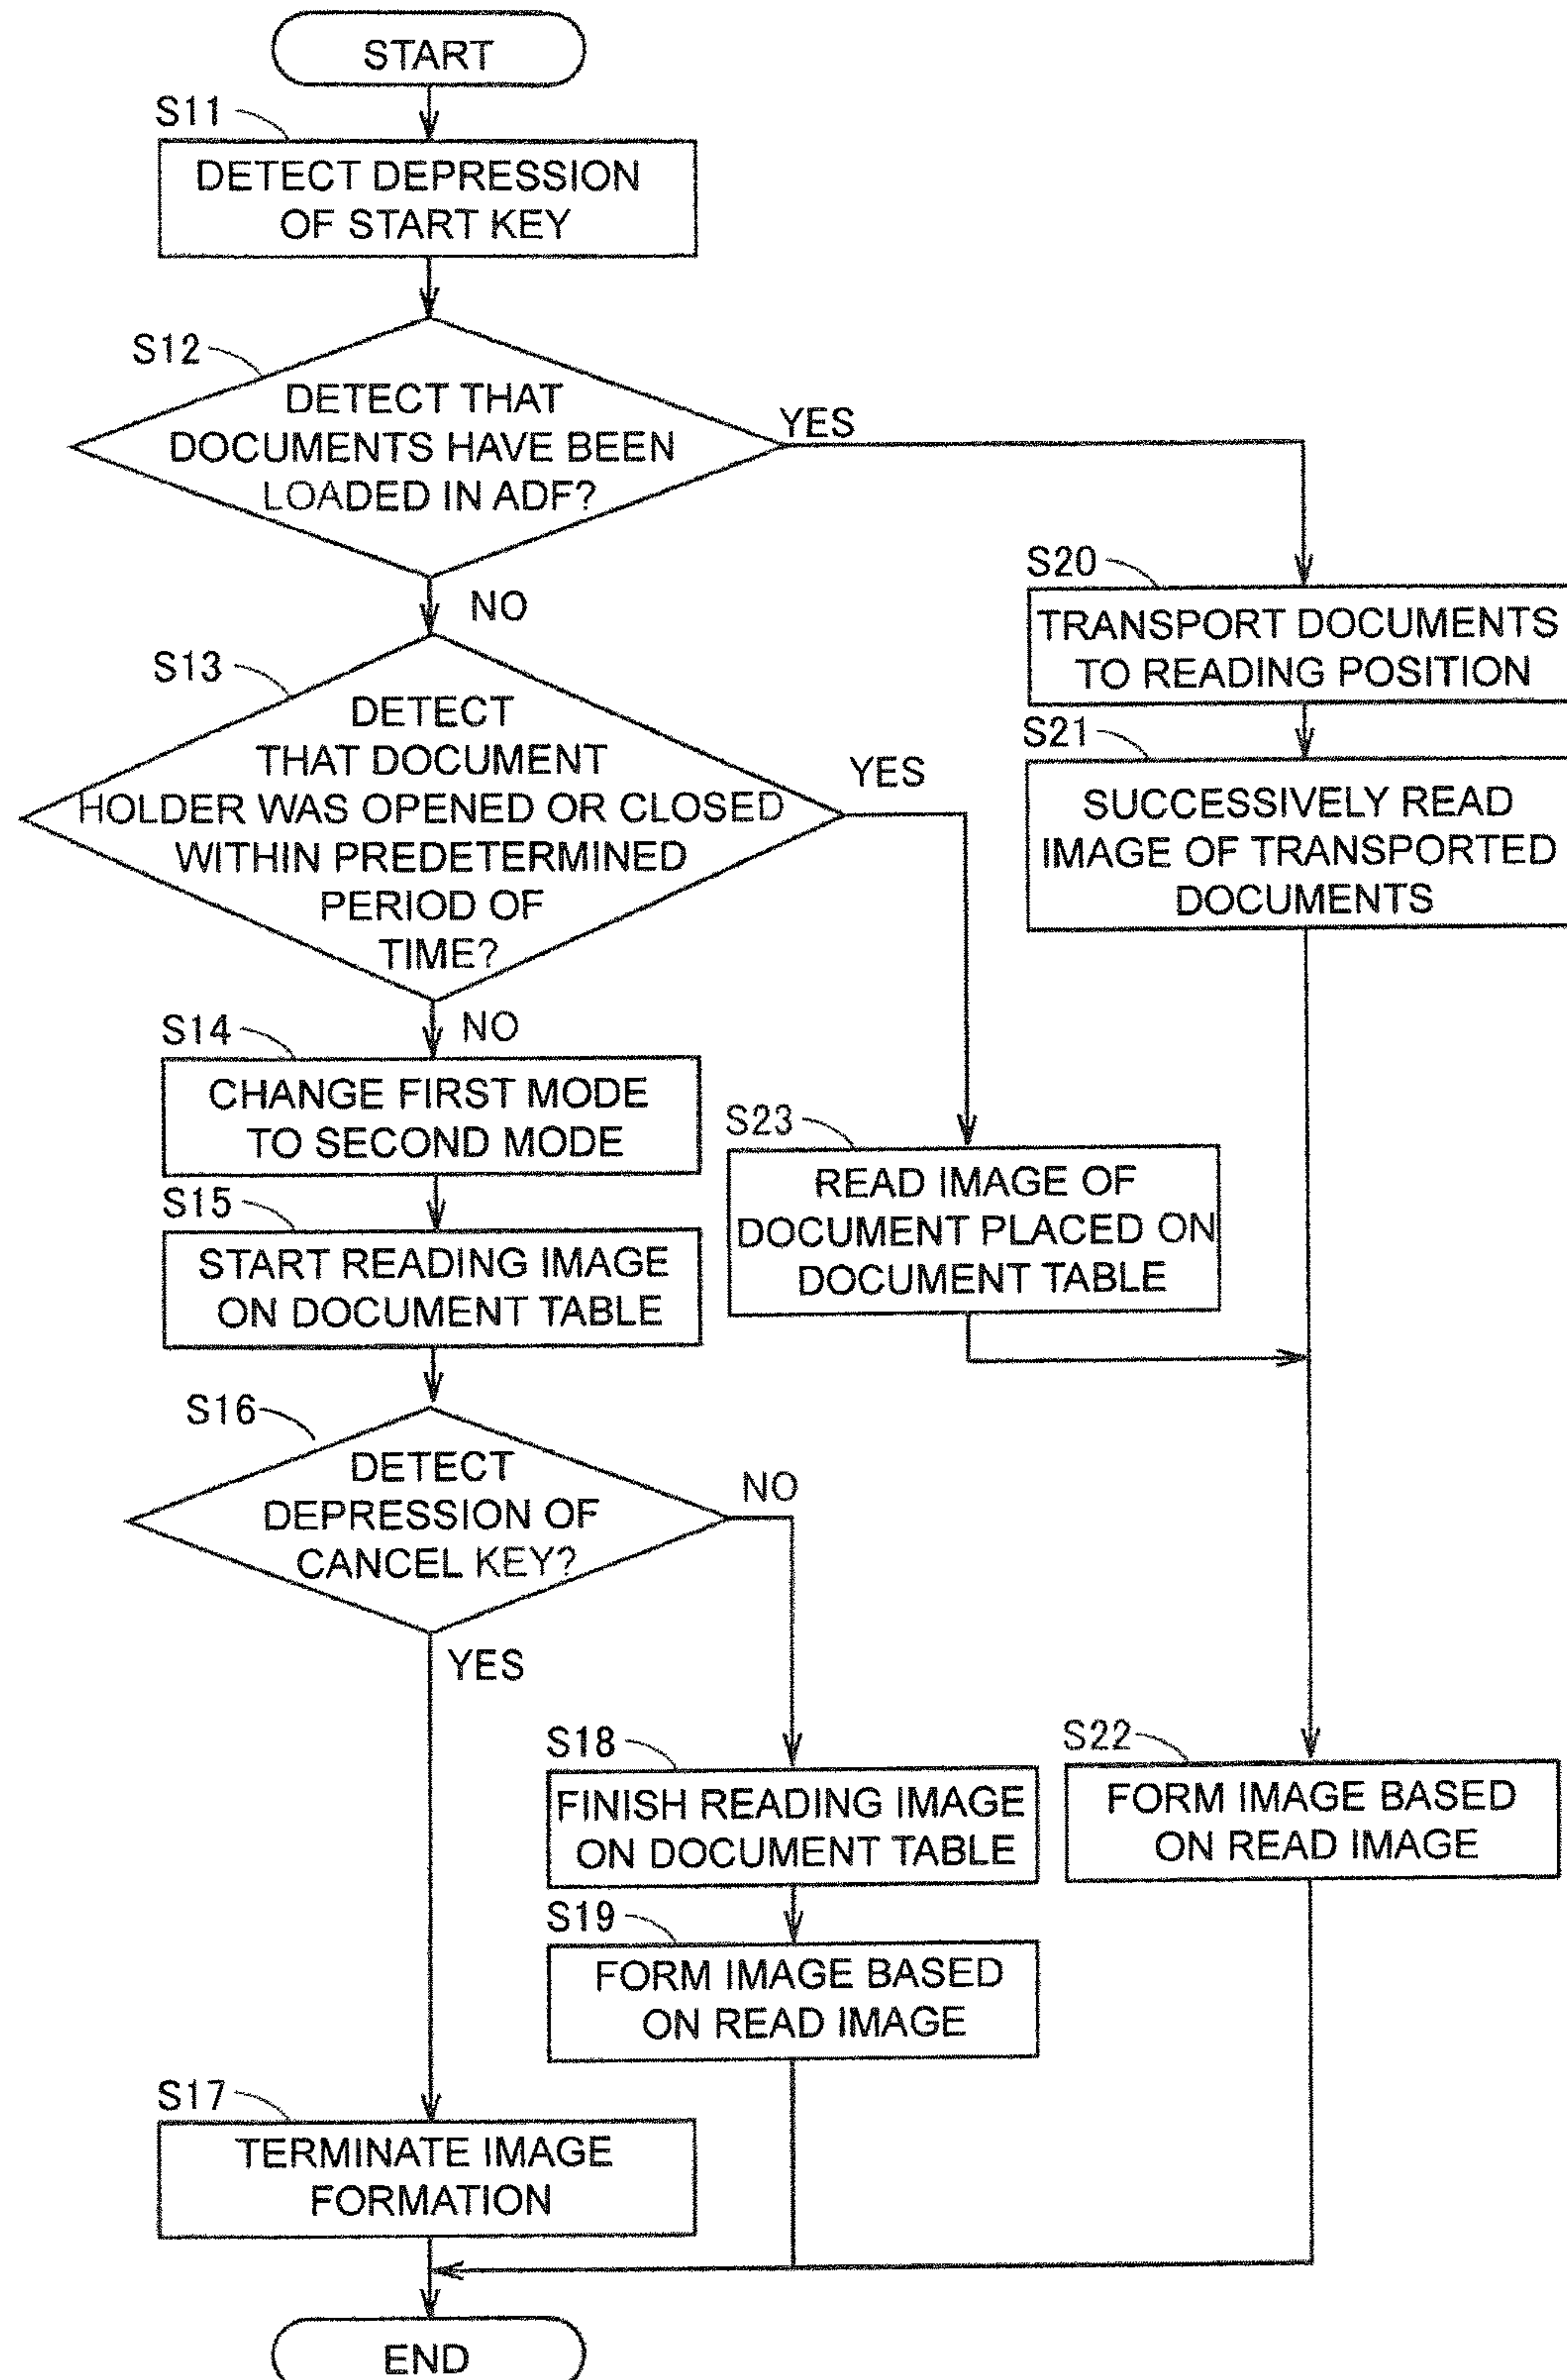 START
S11
DETECT DEPRESSION
OF START KEY
S12
DETECT THAT
DOCUMENTS HAVE BEEN
LOADED IN ADF?
YES
NO
S13
DETECT
THAT DOCUMENT
HOLDER WAS OPENED OR CLOSED
WITHIN PREDETERMINED
PERIOD OF
TIME?
YES
NO
S20
TRANSPORT DOCUMENTS
TO READING POSITION
S21
SUCCESSIVELY READ
IMAGE OF TRANSPORTED
DOCUMENTS
S14
CHANGE FIRST MODE
TO SECOND MODE
S23
READ IMAGE OF
DOCUMENT PLACED ON
DOCUMENT TABLE
S15
START READING IMAGE
ON DOCUMENT TABLE
S16
DETECT
DEPRESSION OF
CANCEL KEY?
NO
YES
S18
FINISH READING IMAGE
ON DOCUMENT TABLE
S22
FORM IMAGE BASED
ON READ IMAGE
S19
FORM IMAGE BASED
ON READ IMAGE
S17
TERMINATE IMAGE
FORMATION
END